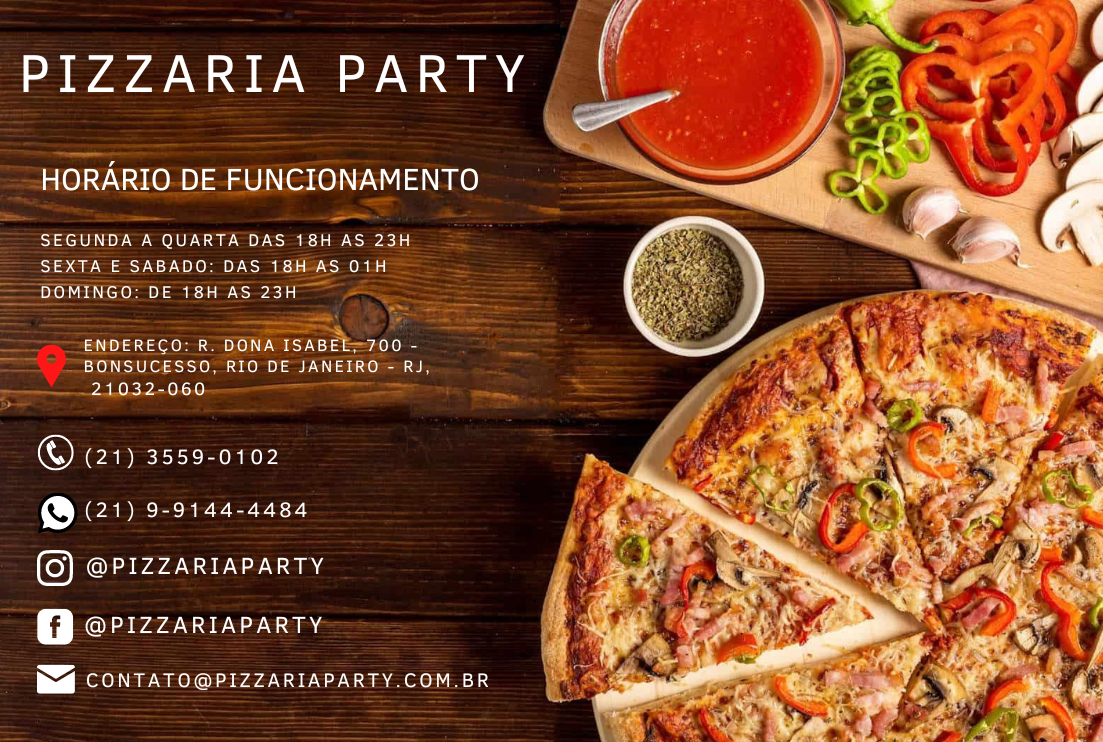 PIZZARIA PARTY
HORÁRIO DE FUNCIONAMENTO
SEGUNDA A QUARTA DAS 18H AS 23H
SEXTA E SABADO: DAS 18H AS 01H
DOMINGO: DE 18H AS 23H
ENDEREÇO: R. DONA ISABEL, 700 -
BONSUCESSO, RIO DE JANEIRO - RJ,
21032-060
(21) 3559-0102
(21) 9-9144-4484
@PIZZARIAPARTY
@PIZZARIAPARTY
CONTATO@PIZZARIAPARTY.COM.BR